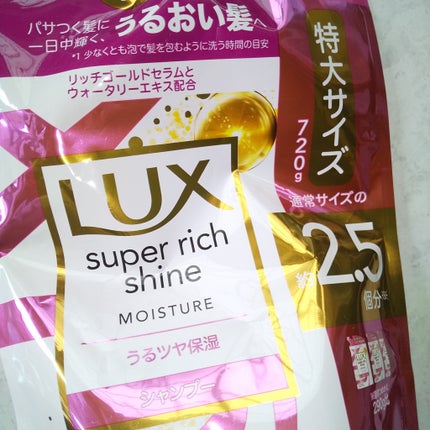 パサつく髪に
一日中輝く、
うるおい髪へ
*1 少なくとも泡で髪を包むように洗う時間の目安
リッチゴールドセラムと
ウォータリーエキス配合
特大サイズ
720g
通常サイズの
約2.5
個分※
LUX
super rich
shine
MOISTURE
うるツヤ保湿
シャンプー